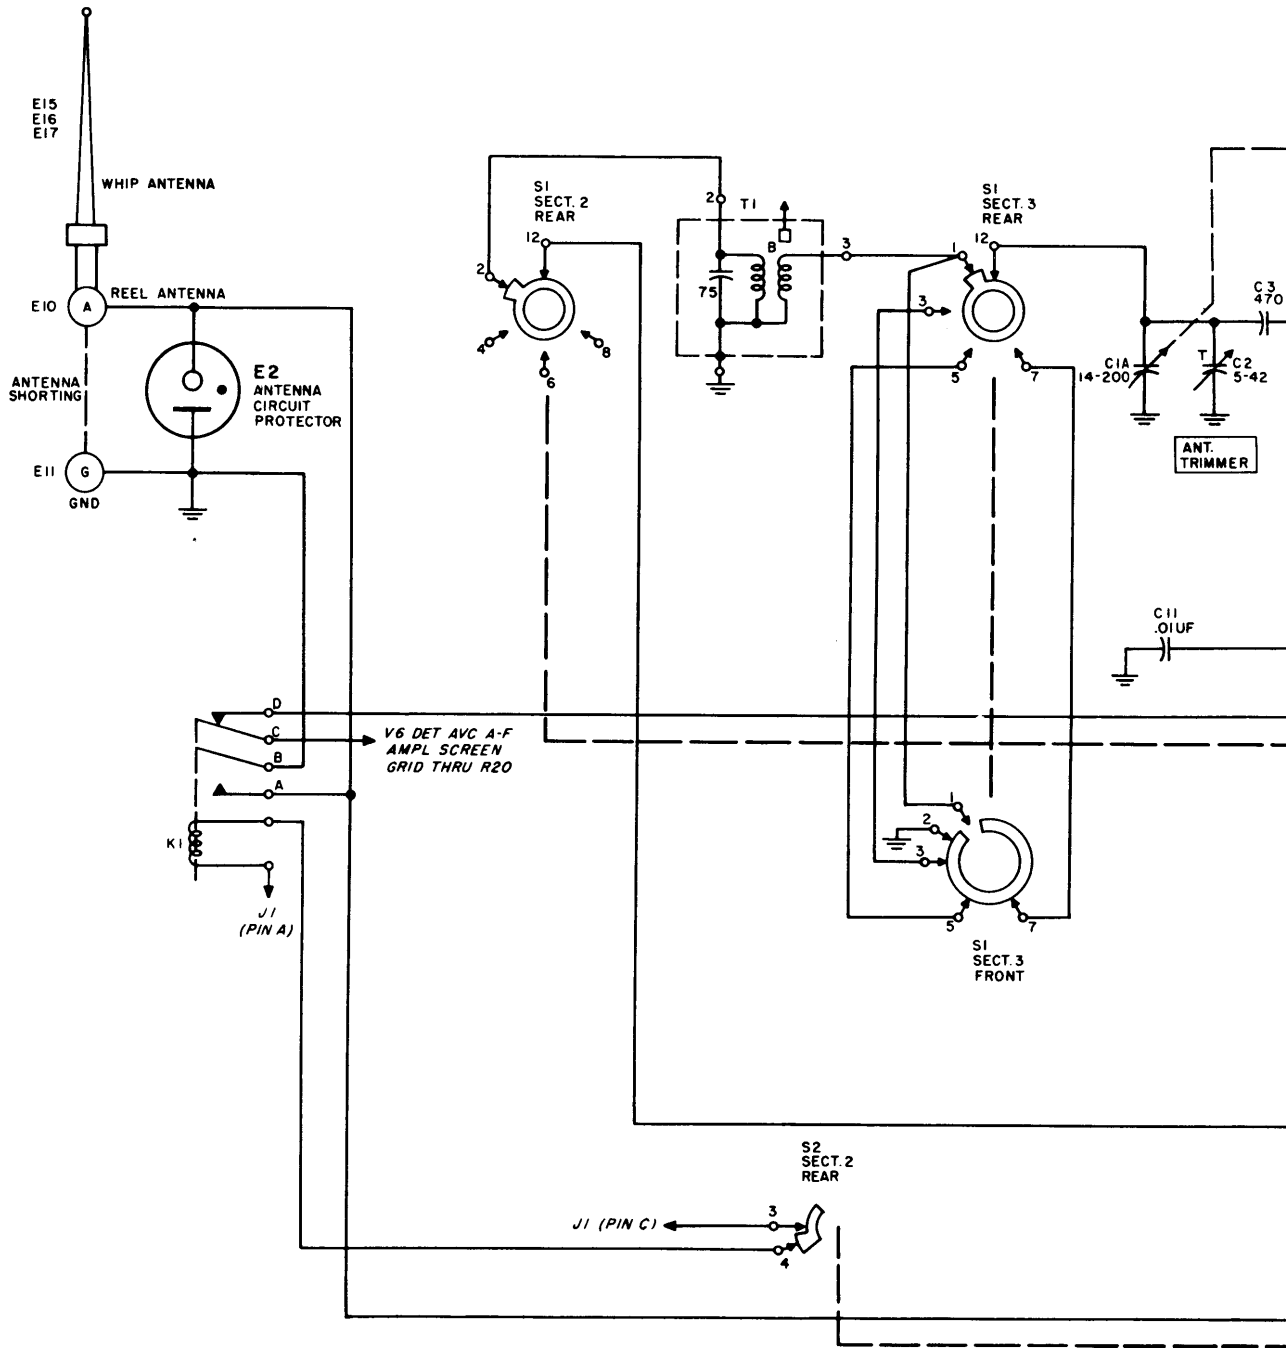 E15
E16
E17
WHIP ANTENNA
E10
A
REEL ANTENNA
ANTENNA
SHORTING
E2
ANTENNA
CIRCUIT
PROTECTOR
E11
G
GND
S1
SECT. 2
REAR
12
2
4
6
8
2
T1
B
75
3
S1
SECT. 3
REAR
12
1
3
5
7
C1A
14-200
T
C2
5-42
C3
470
ANT.
TRIMMER
C11
.01UF
D
C
B
A
V6 DET AVC A-F
AMPL SCREEN
GRID THRU R20
K1
J1
(PIN A)
1
2
3
5
7
S1
SECT. 3
FRONT
S2
SECT. 2
REAR
J1 (PIN C)
3
4